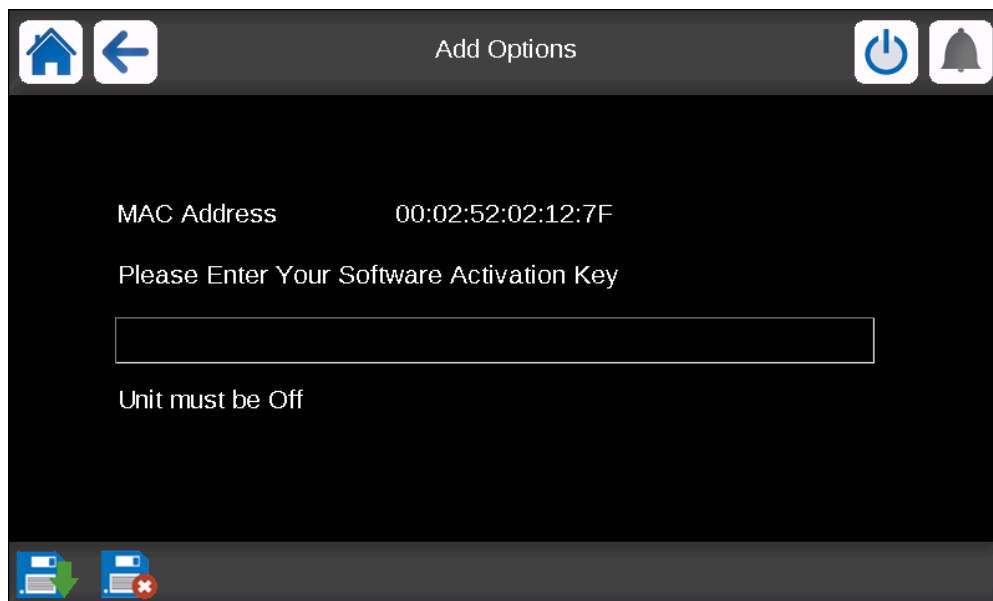 Add Options
MAC Address 00:02:52:02:12:7F
Please Enter Your Software Activation Key
Unit must be Off